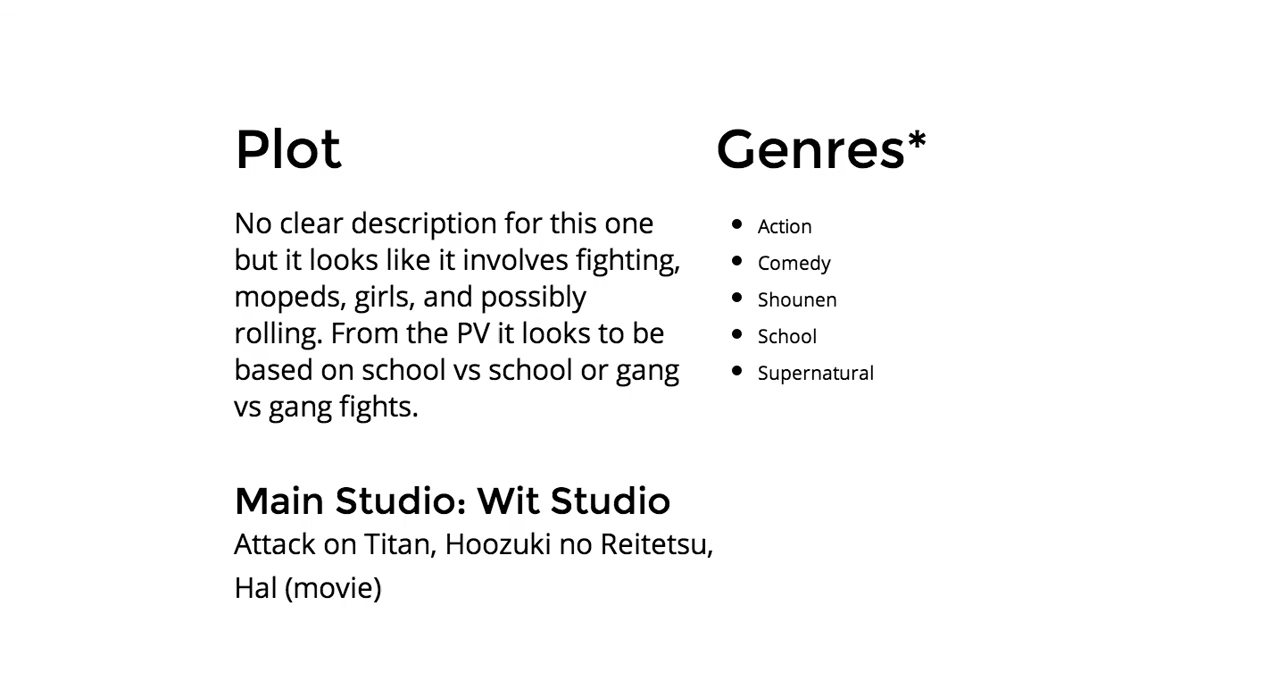 Plot
No clear description for this one
but it looks like it involves fighting,
mopeds, girls, and possibly
rolling. From the PV it looks to be
based on school vs school or gang
vs gang fights.
Main Studio: Wit Studio
Attack on Titan, Hoozuki no Reitetsu,
Hal (movie)
Genres*
Action
Comedy
Shounen
School
Supernatural